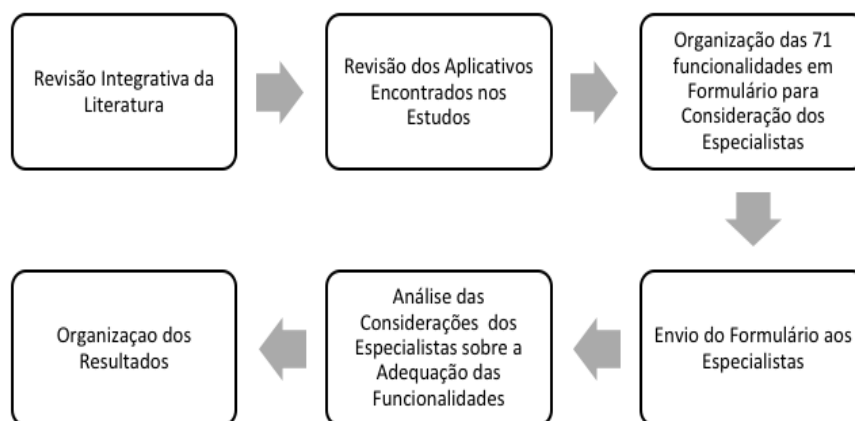 Revisão Integrativa da
Literatura
Revisão dos Aplicativos
Encontrados nos
Estudos
Organização das 71
funcionalidades em
Formulário para
Consideração dos
Especialistas
Envio do Formulário aos
Especialistas
Análise das
Considerações dos
Especialistas sobre a
Adequação das
Funcionalidades
Organizaçao dos
Resultados